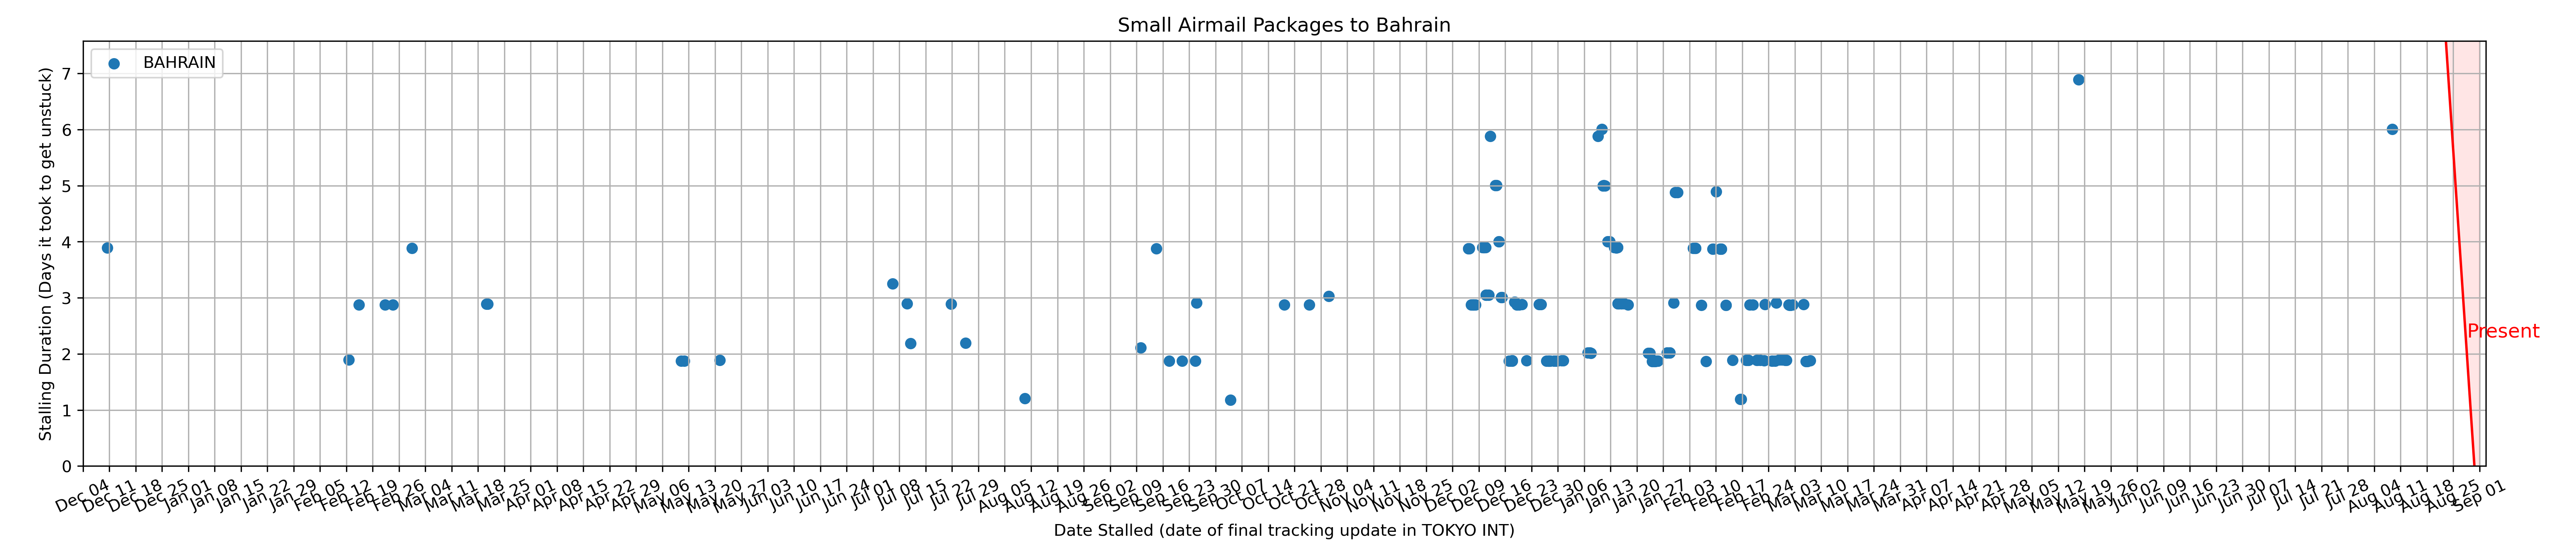 Small Airmail Packages to Bahrain
BAHRAIN
Stalling Duration (Days it took to get unstuck)
7
6
5
4
3
2
1
0
Present
Dec 04 Dec 11 Dec 18 Dec 25 Jan 01 Jan 08 Jan 15 Jan 22 Jan 29 Feb 05 Feb 12 Feb 19 Feb 26 Mar 04 Mar 11 Mar 18 Mar 25 Apr 01 Apr 08 Apr 15 Apr 22 Apr 29 May 06 May 13 May 20 May 27 Jun 03 Jun 10 Jun 17 Jun 24 Jul 01 Jul 08 Jul 15 Jul 22 Jul 29 Aug 05 Aug 12 Aug 19 Aug 26 Sep 02 Sep 09 Sep 16 Sep 23 Sep 30 Oct 07 Oct 14 Oct 21 Oct 28 Nov 04 Nov 11 Nov 18 Nov 25 Dec 02 Dec 09 Dec 16 Dec 23 Dec 30 Jan 06 Jan 13 Jan 20 Jan 27 Feb 03 Feb 10 Feb 17 Feb 24 Mar 03 Mar 10 Mar 17 Mar 24 Mar 31 Apr 07 Apr 14 Apr 21 Apr 28 May 05 May 12 May 19 May 26 Jun 02 Jun 09 Jun 16 Jun 23 Jun 30 Jul 07 Jul 14 Jul 21 Jul 28 Aug 04 Aug 11 Aug 18 Aug 25 Sep 01
Date Stalled (date of final tracking update in TOKYO INT)